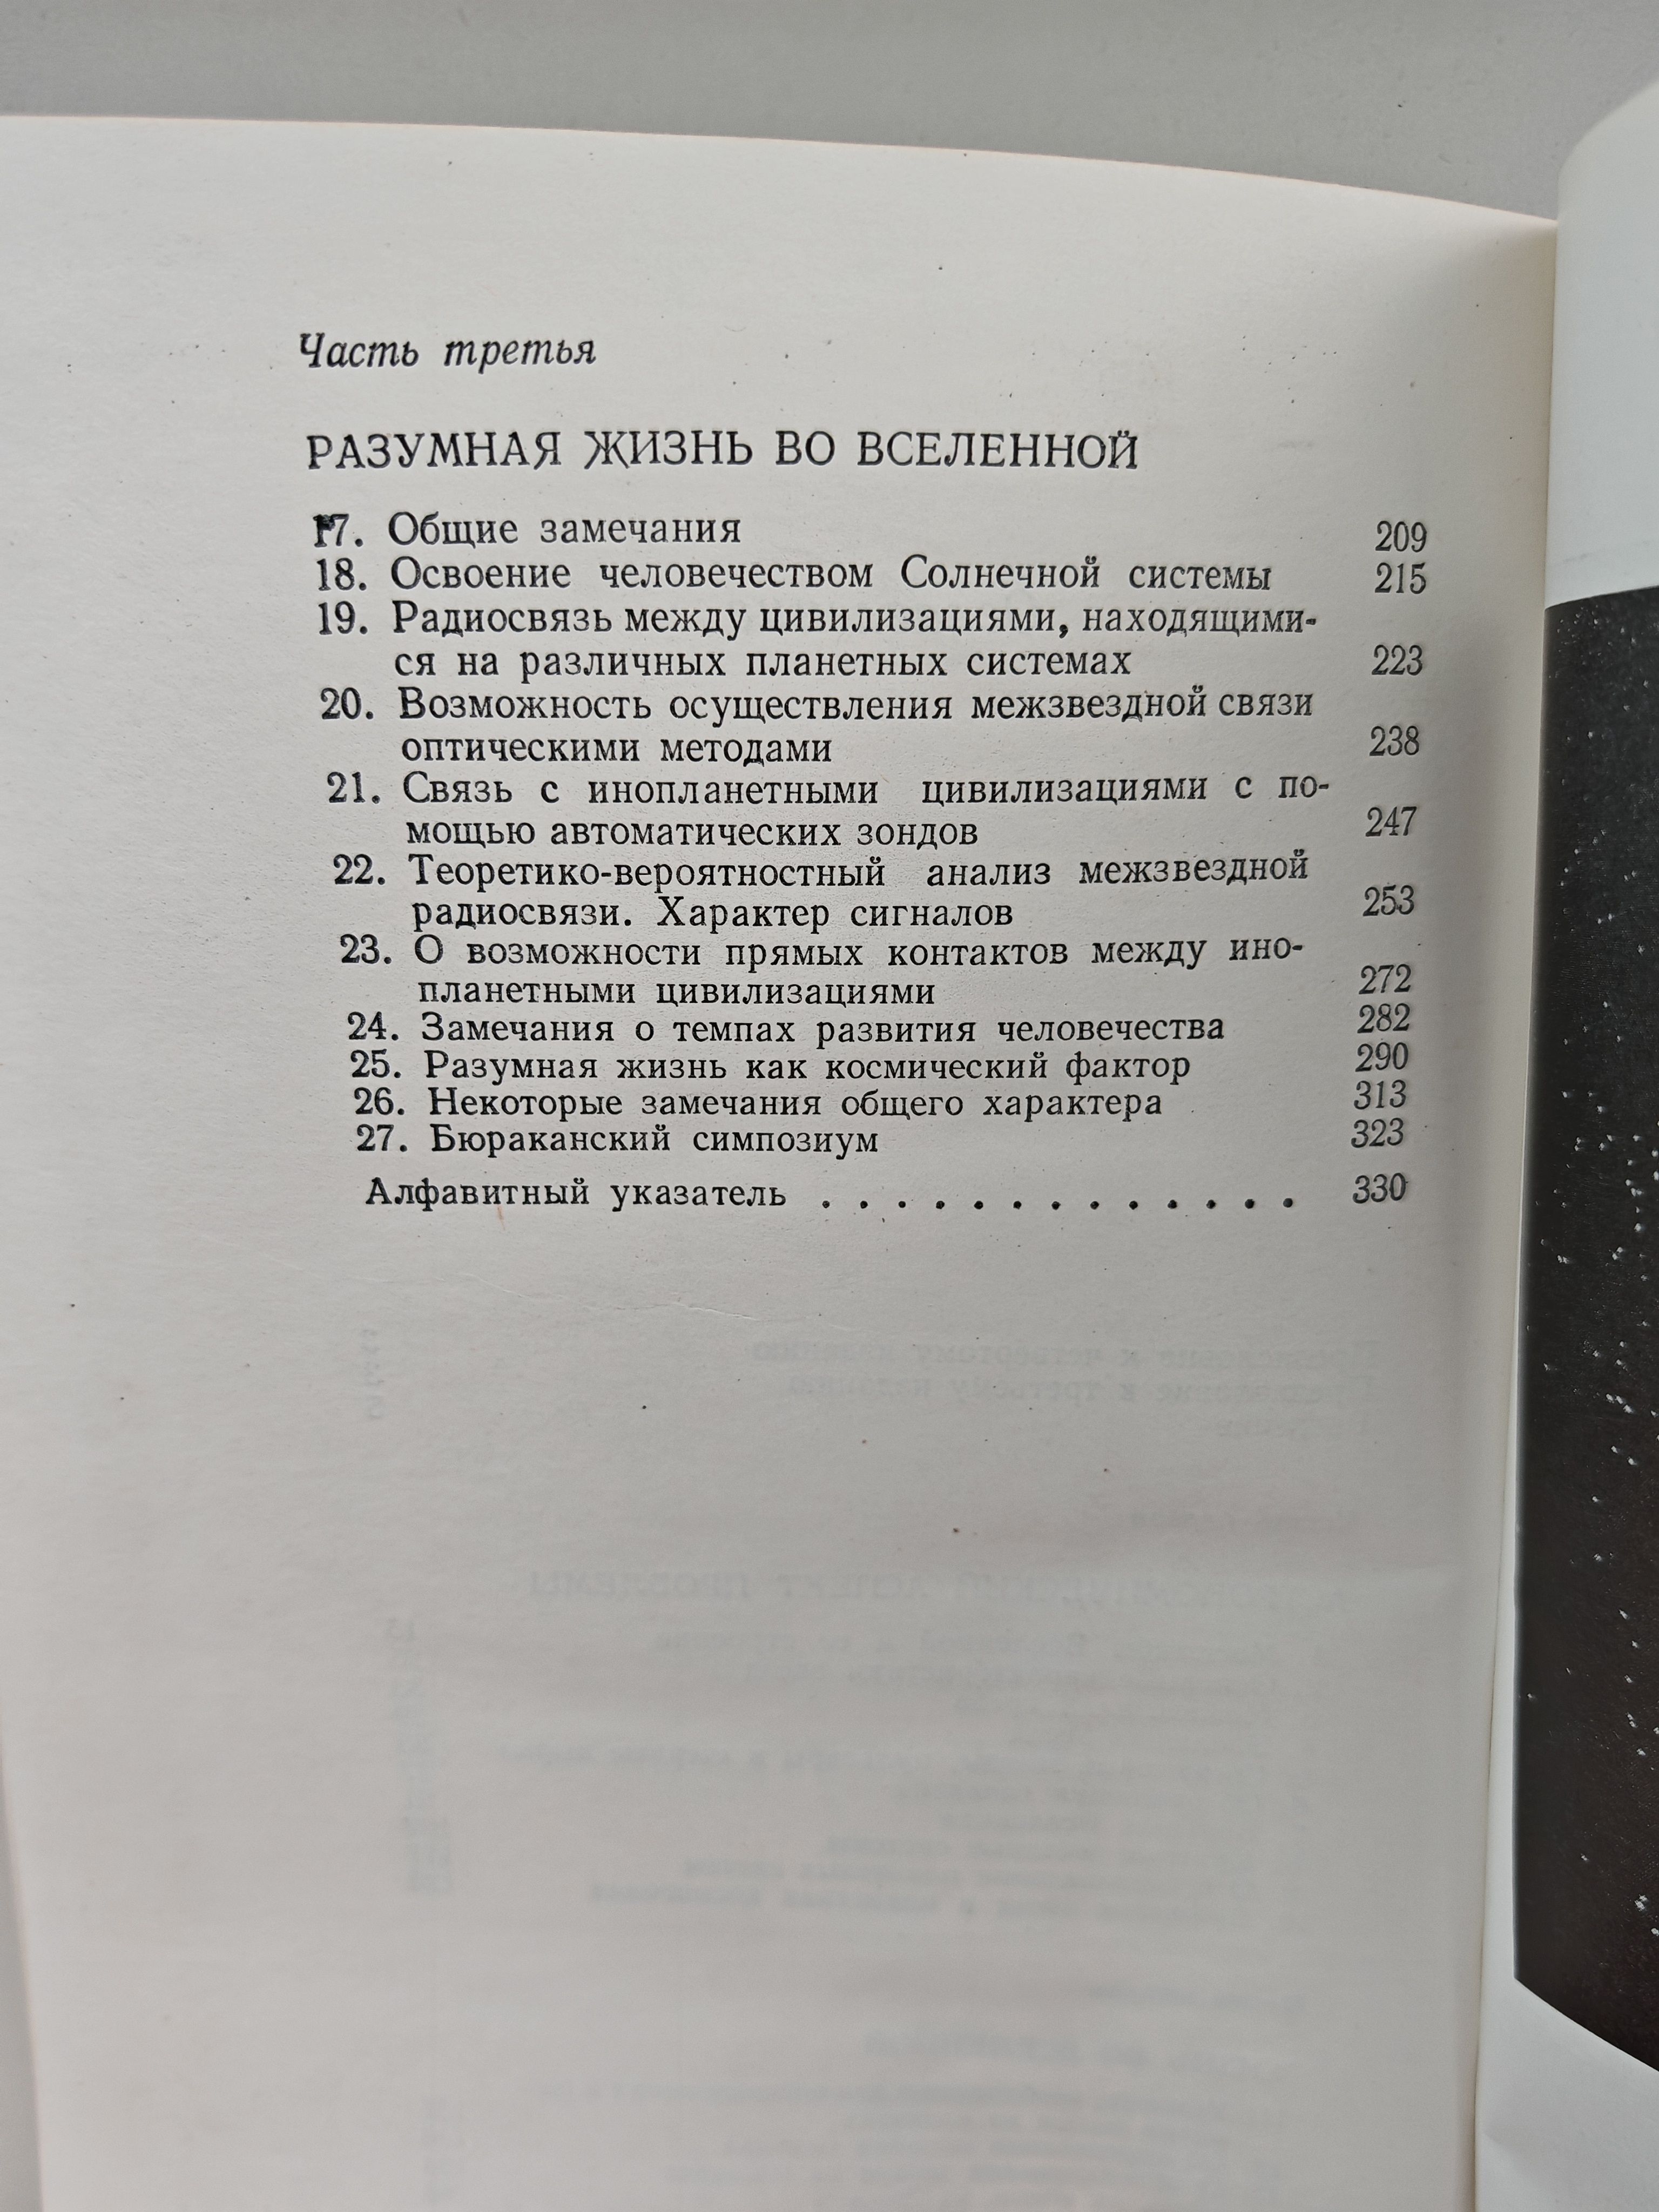 Часть третья
РАЗУМНАЯ ЖИЗНЬ ВО ВСЕЛЕННОЙ
17. Общие замечания 209
18. Освоение человечеством Солнечной системы 215
19. Радиосвязь между цивилизациями, находящими-
ся на различных планетных системах 223
20. Возможность осуществления межзвездной связи
оптическими методами 238
21. Связь с инопланетными цивилизациями с по-
мощью автоматических зондов 247
22. Теоретико-вероятностный анализ межзвездной
радиосвязи. Характер сигналов 253
23. О возможности прямых контактов между ино-
планетными цивилизациями 272
24. Замечания о темпах развития человечества 282
25. Разумная жизнь как космический фактор 290
26. Некоторые замечания общего характера 313
27. Бюраканский симпозиум 323
Алфавитный указатель . . . . . . . . . . . . . 330